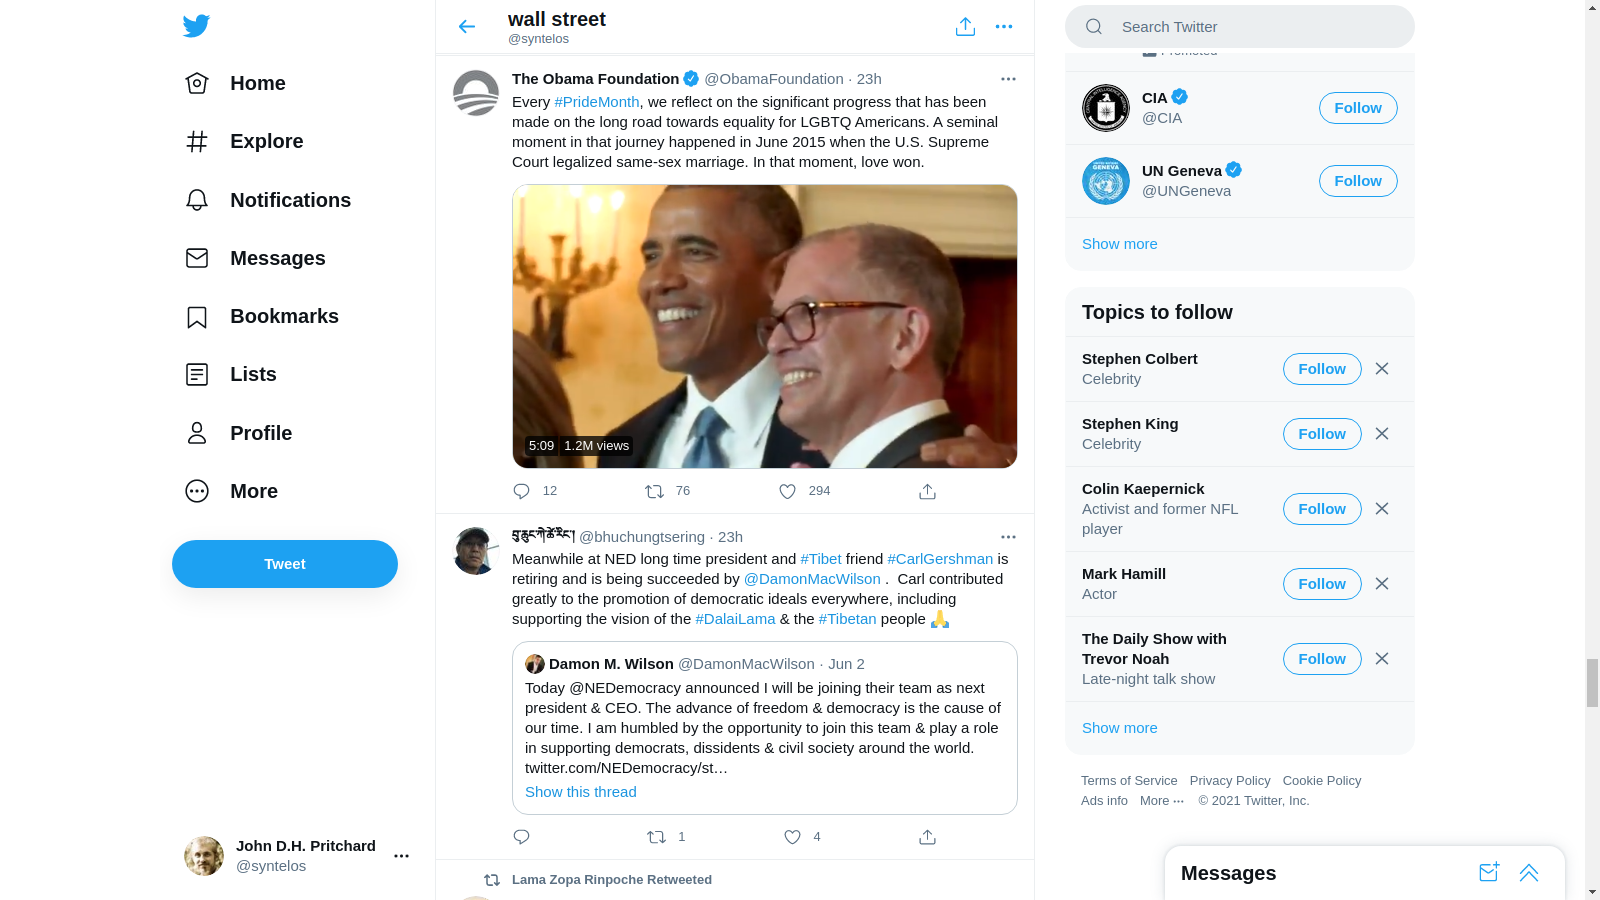 Home
Explore
Notifications
Messages
Bookmarks
Lists
Profile
More
Tweet
John D.H. Pritchard
@syntelos
wall street
@syntelos
The Obama Foundation @ObamaFoundation · 23h
Every #PrideMonth, we reflect on the significant progress that has been
made on the long road towards equality for LGBTQ Americans. A seminal
moment in that journey happened in June 2015 when the U.S. Supreme
Court legalized same-sex marriage. In that moment, love won.
5:09 1.2M views
12 76 294
@bhuchungtsering · 23h
Meanwhile at NED long time president and #Tibet friend #CarlGershman is
retiring and is being succeeded by @DamonMacWilson . Carl contributed
greatly to the promotion of democratic ideals everywhere, including
supporting the vision of the #DalaiLama & the #Tibetan people 🙏
Damon M. Wilson @DamonMacWilson · Jun 2
Today @NEDemocracy announced I will be joining their team as next
president & CEO. The advance of freedom & democracy is the cause of
our time. I am humbled by the opportunity to join this team & play a role
in supporting democrats, dissidents & civil society around the world.
twitter.com/NEDemocracy/st…
Show this thread
1 4
Lama Zopa Rinpoche Retweeted
Search Twitter
Promoted
CIA
@CIA
Follow
UN Geneva
@UNGeneva
Follow
Show more
Topics to follow
Stephen Colbert
Celebrity
Follow
Stephen King
Celebrity
Follow
Colin Kaepernick
Activist and former NFL
player
Follow
Mark Hamill
Actor
Follow
The Daily Show with
Trevor Noah
Late-night talk show
Follow
Show more
Terms of Service Privacy Policy Cookie Policy
Ads info More ··· © 2021 Twitter, Inc.
Messages